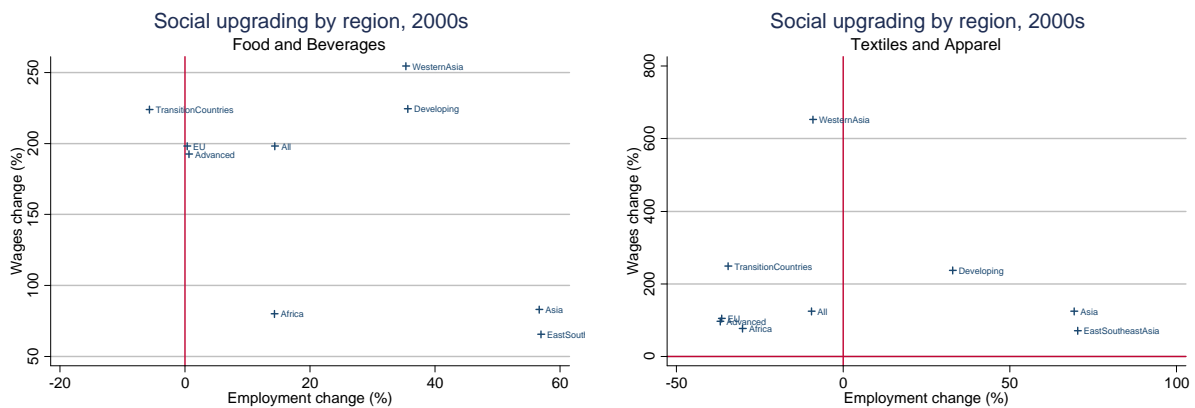 Social upgrading by region, 2000s
Food and Beverages
Wages change (%)
250
200
150
100
50
WesternAsia
TransitionCountries
Developing
EU
All
Advanced
Africa
Asia
EastSoutl
-20
0
20
40
60
Employment change (%)
Social upgrading by region, 2000s
Textiles and Apparel
Wages change (%)
800
600
400
200
0
WesternAsia
TransitionCountries
Developing
EU
Advanced
All
Africa
Asia
EastSoutheastAsia
-50
0
50
100
Employment change (%)